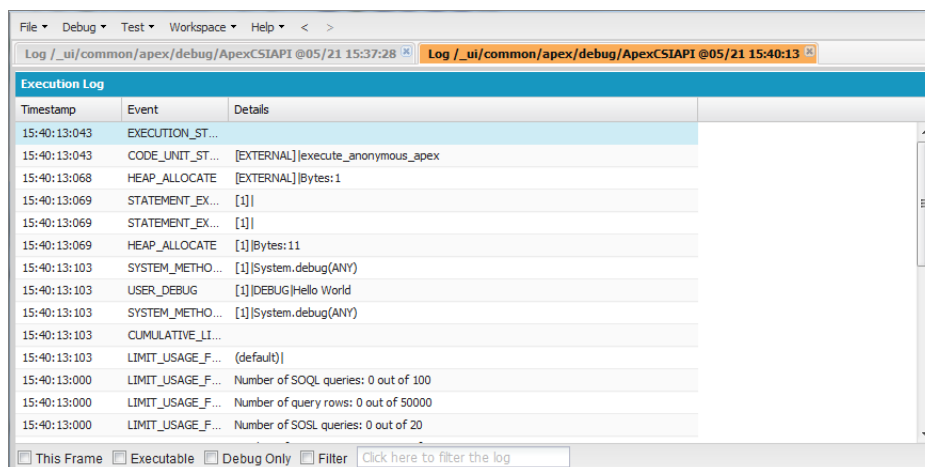 File Debug Test Workspace Help < >
Log /_ui/common/apex/debug/ApexCSIAPI @05/21 15:37:28 Log /_ui/common/apex/debug/ApexCSIAPI @05/21 15:40:13
Execution Log
Timestamp Event Details
15:40:13:043 EXECUTION_ST...
15:40:13:043 CODE_UNIT_ST... [EXTERNAL]|execute_anonymous_apex
15:40:13:068 HEAP_ALLOCATE [EXTERNAL]|Bytes:1
15:40:13:069 STATEMENT_EX... [1]|
15:40:13:069 STATEMENT_EX... [1]|
15:40:13:069 HEAP_ALLOCATE [1]|Bytes:11
15:40:13:103 SYSTEM_METHO... [1]|System.debug(ANY)
15:40:13:103 USER_DEBUG [1]|DEBUG|Hello World
15:40:13:103 SYSTEM_METHO... [1]|System.debug(ANY)
15:40:13:103 CUMULATIVE_LI...
15:40:13:103 LIMIT_USAGE_F... (default)|
15:40:13:000 LIMIT_USAGE_F... Number of SOQL queries: 0 out of 100
15:40:13:000 LIMIT_USAGE_F... Number of query rows: 0 out of 50000
15:40:13:000 LIMIT_USAGE_F... Number of SOSL queries: 0 out of 20
This Frame Executable Debug Only Filter Click here to filter the log